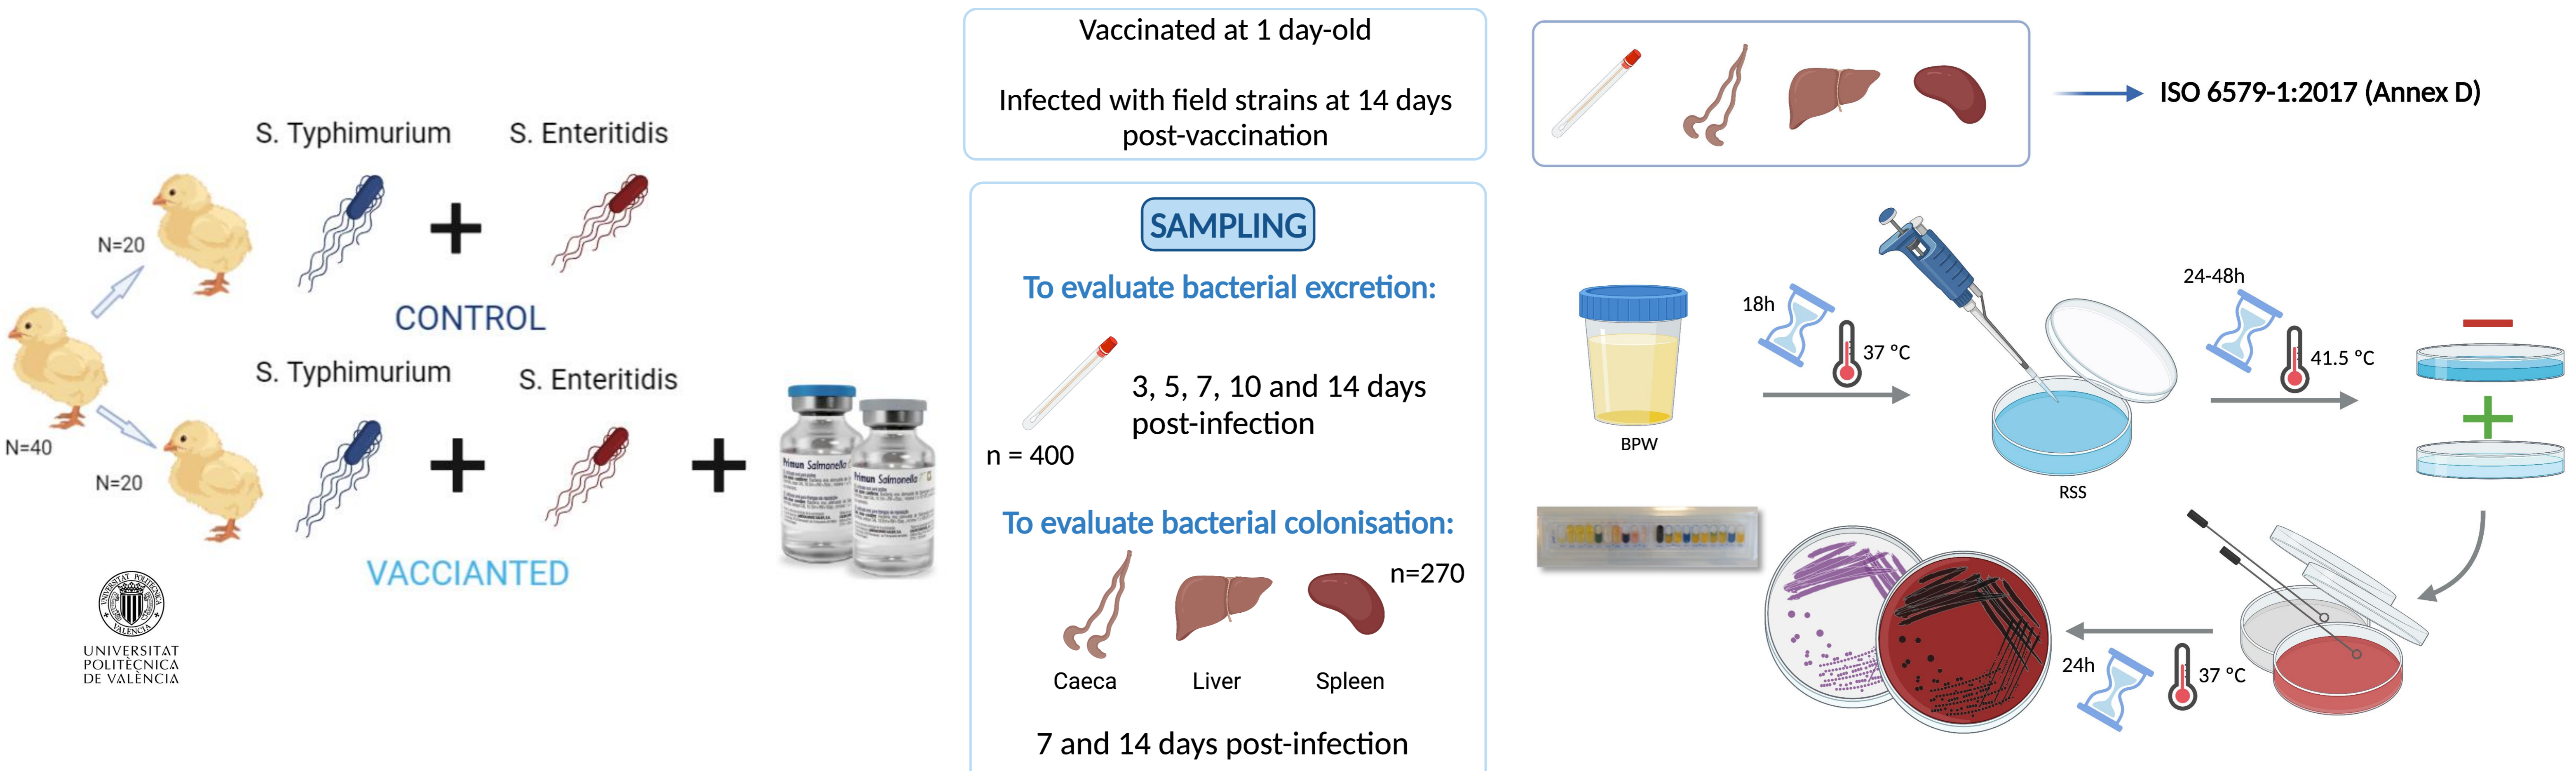 S. Typhimurium
S. Enteritidis
N=20
CONTROL
S. Typhimurium
S. Enteritidis
N=40
N=20
Primun Salmonella
Primun Salmonella
VACCIANTED
UNIVERSITAT
POLITÈCNICA
DE VALÈNCIA
Vaccinated at 1 day-old
Infected with field strains at 14 days
post-vaccination
SAMPLING
To evaluate bacterial excretion:
3, 5, 7, 10 and 14 days
post-infection
n = 400
To evaluate bacterial colonisation:
n=270
Caeca
Liver
Spleen
7 and 14 days post-infection
ISO 6579-1:2017 (Annex D)
18h
37 °C
BPW
24-48h
41.5 °C
RSS
24h
37 °C